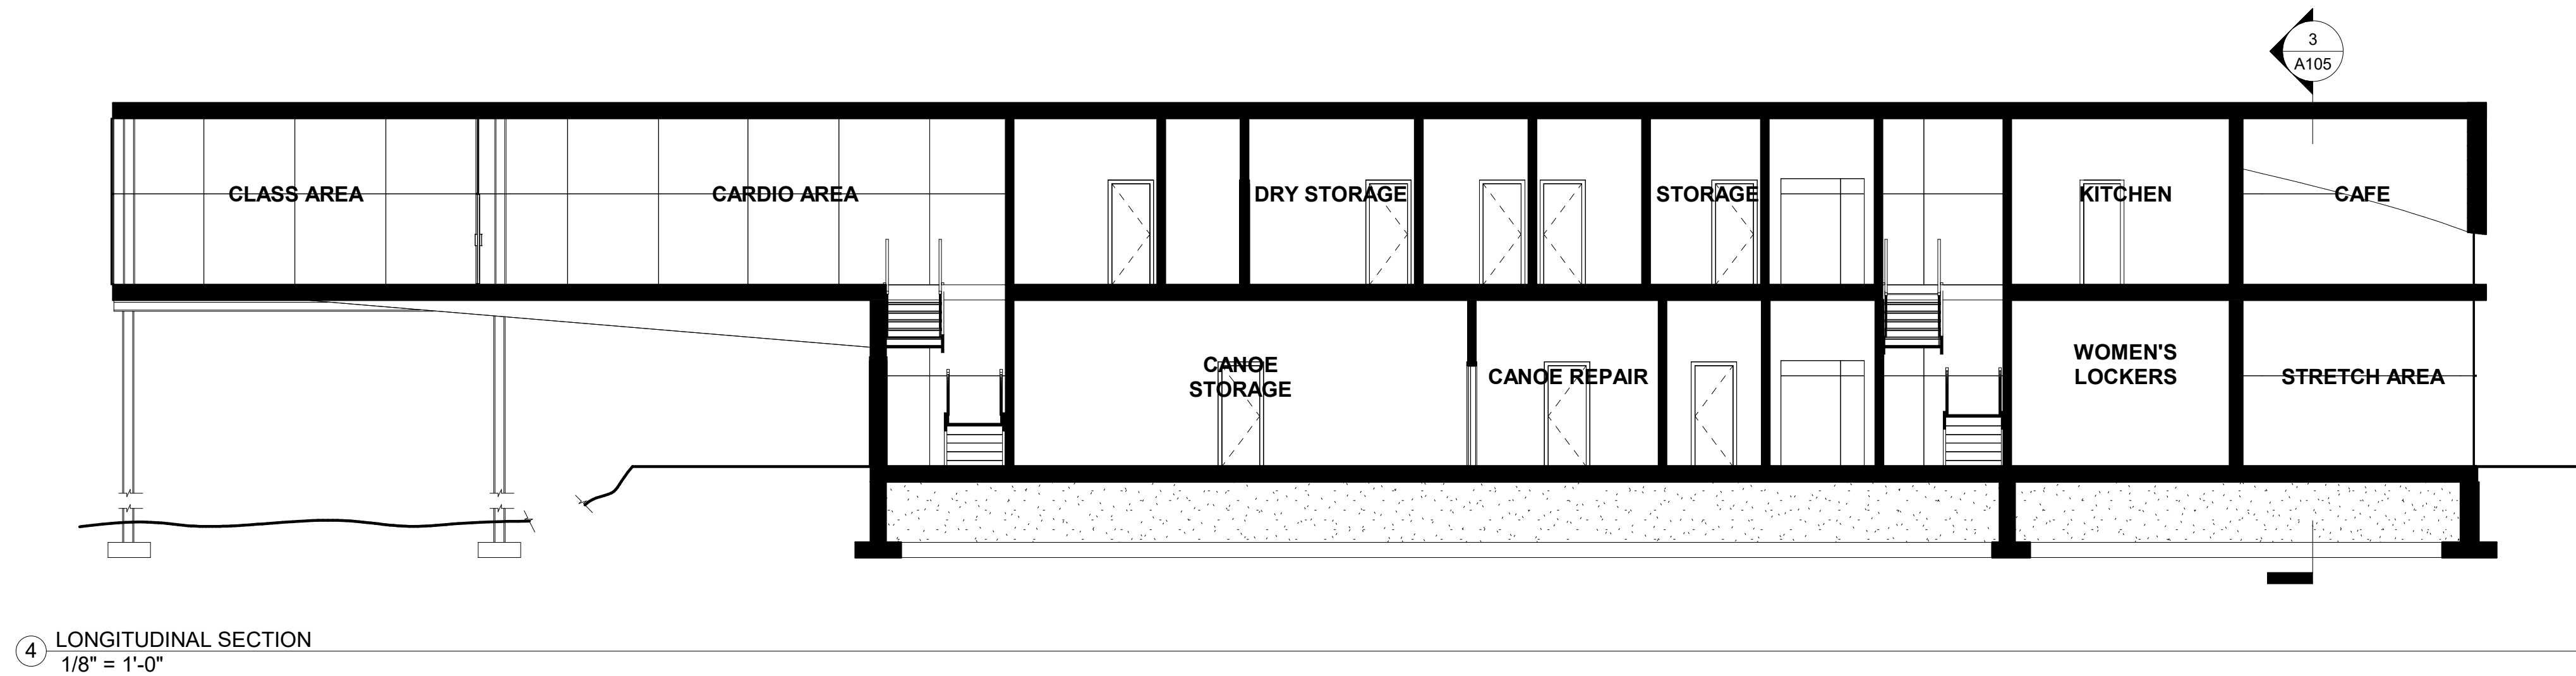 3
A105
CLASS AREA
CARDIO AREA
DRY STORAGE
STORAGE
KITCHEN
CAFE
CANOE
STORAGE
CANOE REPAIR
WOMEN'S
LOCKERS
STRETCH AREA
4
LONGITUDINAL SECTION
1/8" = 1'-0"